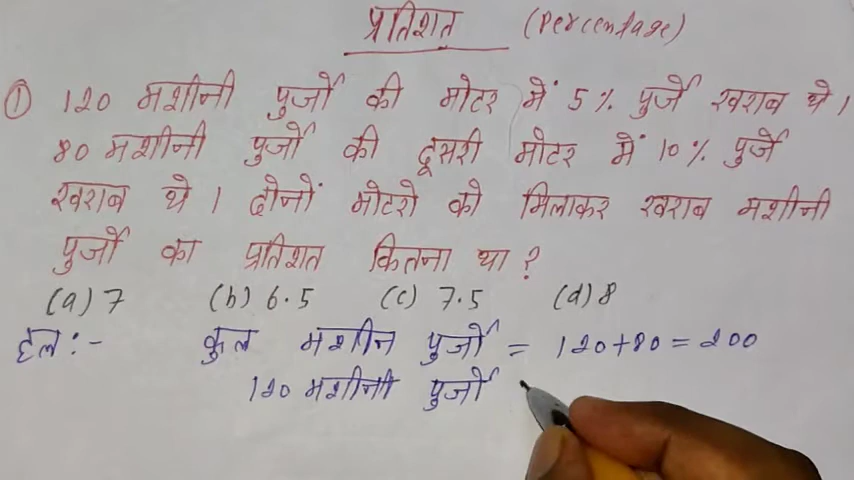 प्रतिशत (Percentage)
① 120 मशीनी पुर्जो की मोटर में 5% पुर्जे खराब थे।
80 मशीनी पुर्जो की दूसरी मोटर में 10% पुर्जे
खराब थे। दोनों मोटरो को मिलाकर खराब मशीनी
पुर्जो का प्रतिशत कितना था?
(a) 7 (b) 6.5 (c) 7.5 (d) 8
हल:- कुल मशीन पुर्जो = 120+80 = 200
120 मशीनी पुर्जो